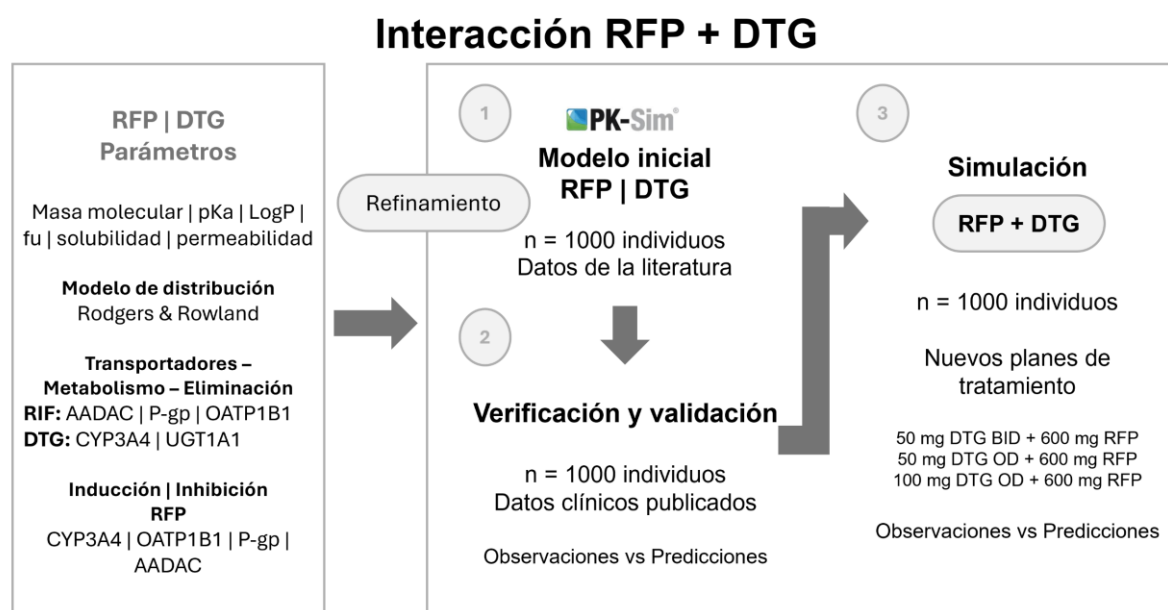 Interacción RFP + DTG
RFP | DTG
Parámetros
Masa molecular | pKa | LogP |
fu | solubilidad | permeabilidad
Modelo de distribución
Rodgers & Rowland
Transportadores –
Metabolismo – Eliminación
RIF: AADAC | P-gp | OATP1B1
DTG: CYP3A4 | UGT1A1
Inducción | Inhibición
RFP
CYP3A4 | OATP1B1 | P-gp |
AADAC
Refinamiento
1
PK-Sim®
Modelo inicial
RFP | DTG
n = 1000 individuos
Datos de la literatura
2
Verificación y validación
n = 1000 individuos
Datos clínicos publicados
Observaciones vs Predicciones
3
Simulación
RFP + DTG
n = 1000 individuos
Nuevos planes de
tratamiento
50 mg DTG BID + 600 mg RFP
50 mg DTG OD + 600 mg RFP
100 mg DTG OD + 600 mg RFP
Observaciones vs Predicciones